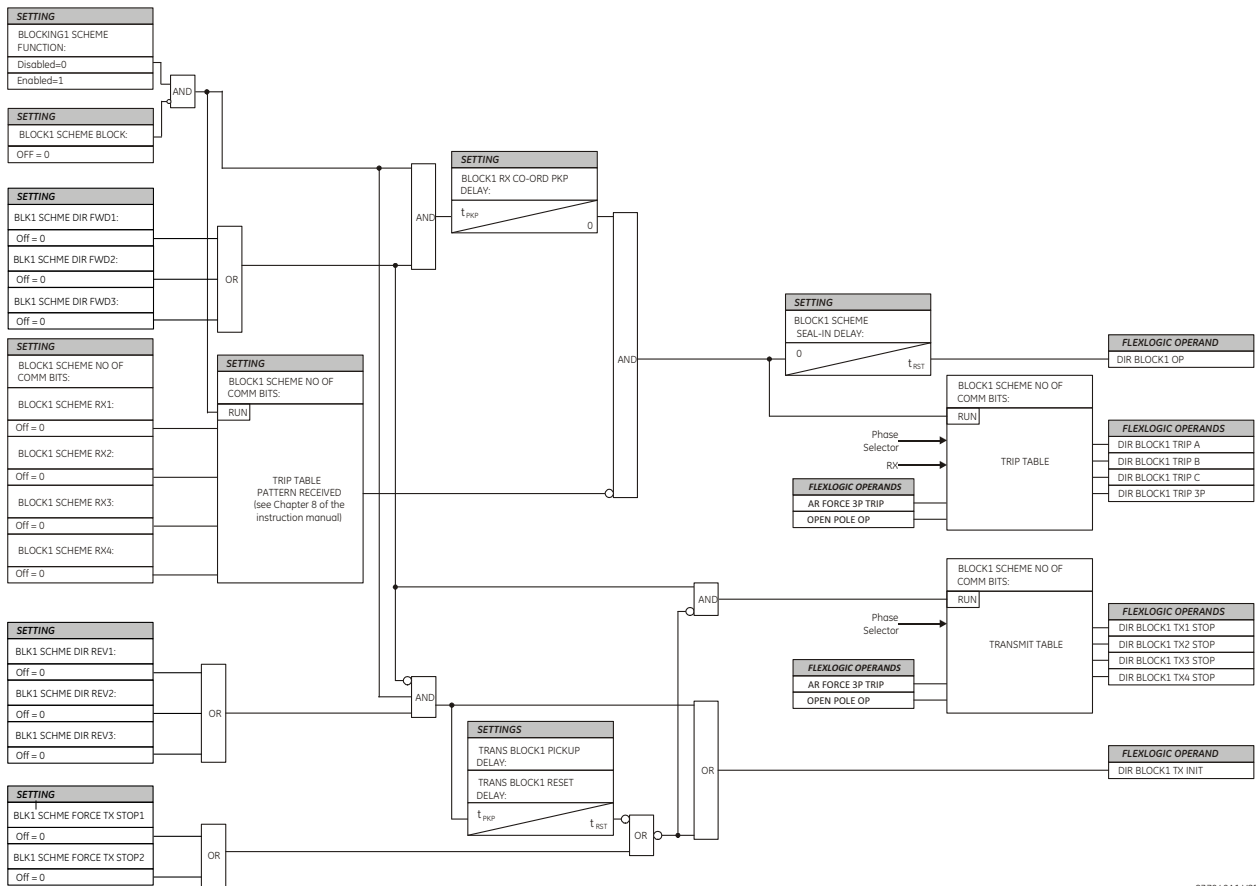 SETTING
BLOCKING1 SCHEME
FUNCTION:
Disabled=0
Enabled=1
AND
SETTING
BLOCK1 SCHEME BLOCK:
OFF = 0
SETTING
BLK1 SCHME DIR FWD1:
Off = 0
BLK1 SCHME DIR FWD2:
Off = 0
BLK1 SCHME DIR FWD3:
Off = 0
OR
SETTING
BLOCK1 SCHEME NO OF
COMM BITS:
BLOCK1 SCHEME RX1:
Off = 0
BLOCK1 SCHEME RX2:
Off = 0
BLOCK1 SCHEME RX3:
Off = 0
BLOCK1 SCHEME RX4:
Off = 0
SETTING
BLOCK1 SCHEME NO OF
COMM BITS:
RUN
TRIP TABLE
PATTERN RECEIVED
(see Chapter 8 of the
instruction manual)
SETTING
BLK1 SCHME DIR REV1:
Off = 0
BLK1 SCHME DIR REV2:
Off = 0
BLK1 SCHME DIR REV3:
Off = 0
OR
SETTING
BLK1 SCHME FORCE TX STOP1
Off = 0
BLK1 SCHME FORCE TX STOP2
Off = 0
OR
AND
SETTING
BLOCK1 RX CO-ORD PKP
DELAY:
t PKP
0
AND
SETTING
BLOCK1 SCHEME
SEAL-IN DELAY:
0
t RST
FLEXLOGIC OPERAND
DIR BLOCK1 OP
BLOCK1 SCHEME NO OF
COMM BITS:
RUN
TRIP TABLE
Phase
Selector
RX
FLEXLOGIC OPERANDS
AR FORCE 3P TRIP
OPEN POLE OP
FLEXLOGIC OPERANDS
DIR BLOCK1 TRIP A
DIR BLOCK1 TRIP B
DIR BLOCK1 TRIP C
DIR BLOCK1 TRIP 3P
AND
BLOCK1 SCHEME NO OF
COMM BITS:
RUN
TRANSMIT TABLE
Phase
Selector
FLEXLOGIC OPERANDS
AR FORCE 3P TRIP
OPEN POLE OP
FLEXLOGIC OPERANDS
DIR BLOCK1 TX1 STOP
DIR BLOCK1 TX2 STOP
DIR BLOCK1 TX3 STOP
DIR BLOCK1 TX4 STOP
AND
SETTINGS
TRANS BLOCK1 PICKUP
DELAY:
TRANS BLOCK1 RESET
DELAY:
t PKP
t RST
OR
OR
FLEXLOGIC OPERAND
DIR BLOCK1 TX INIT